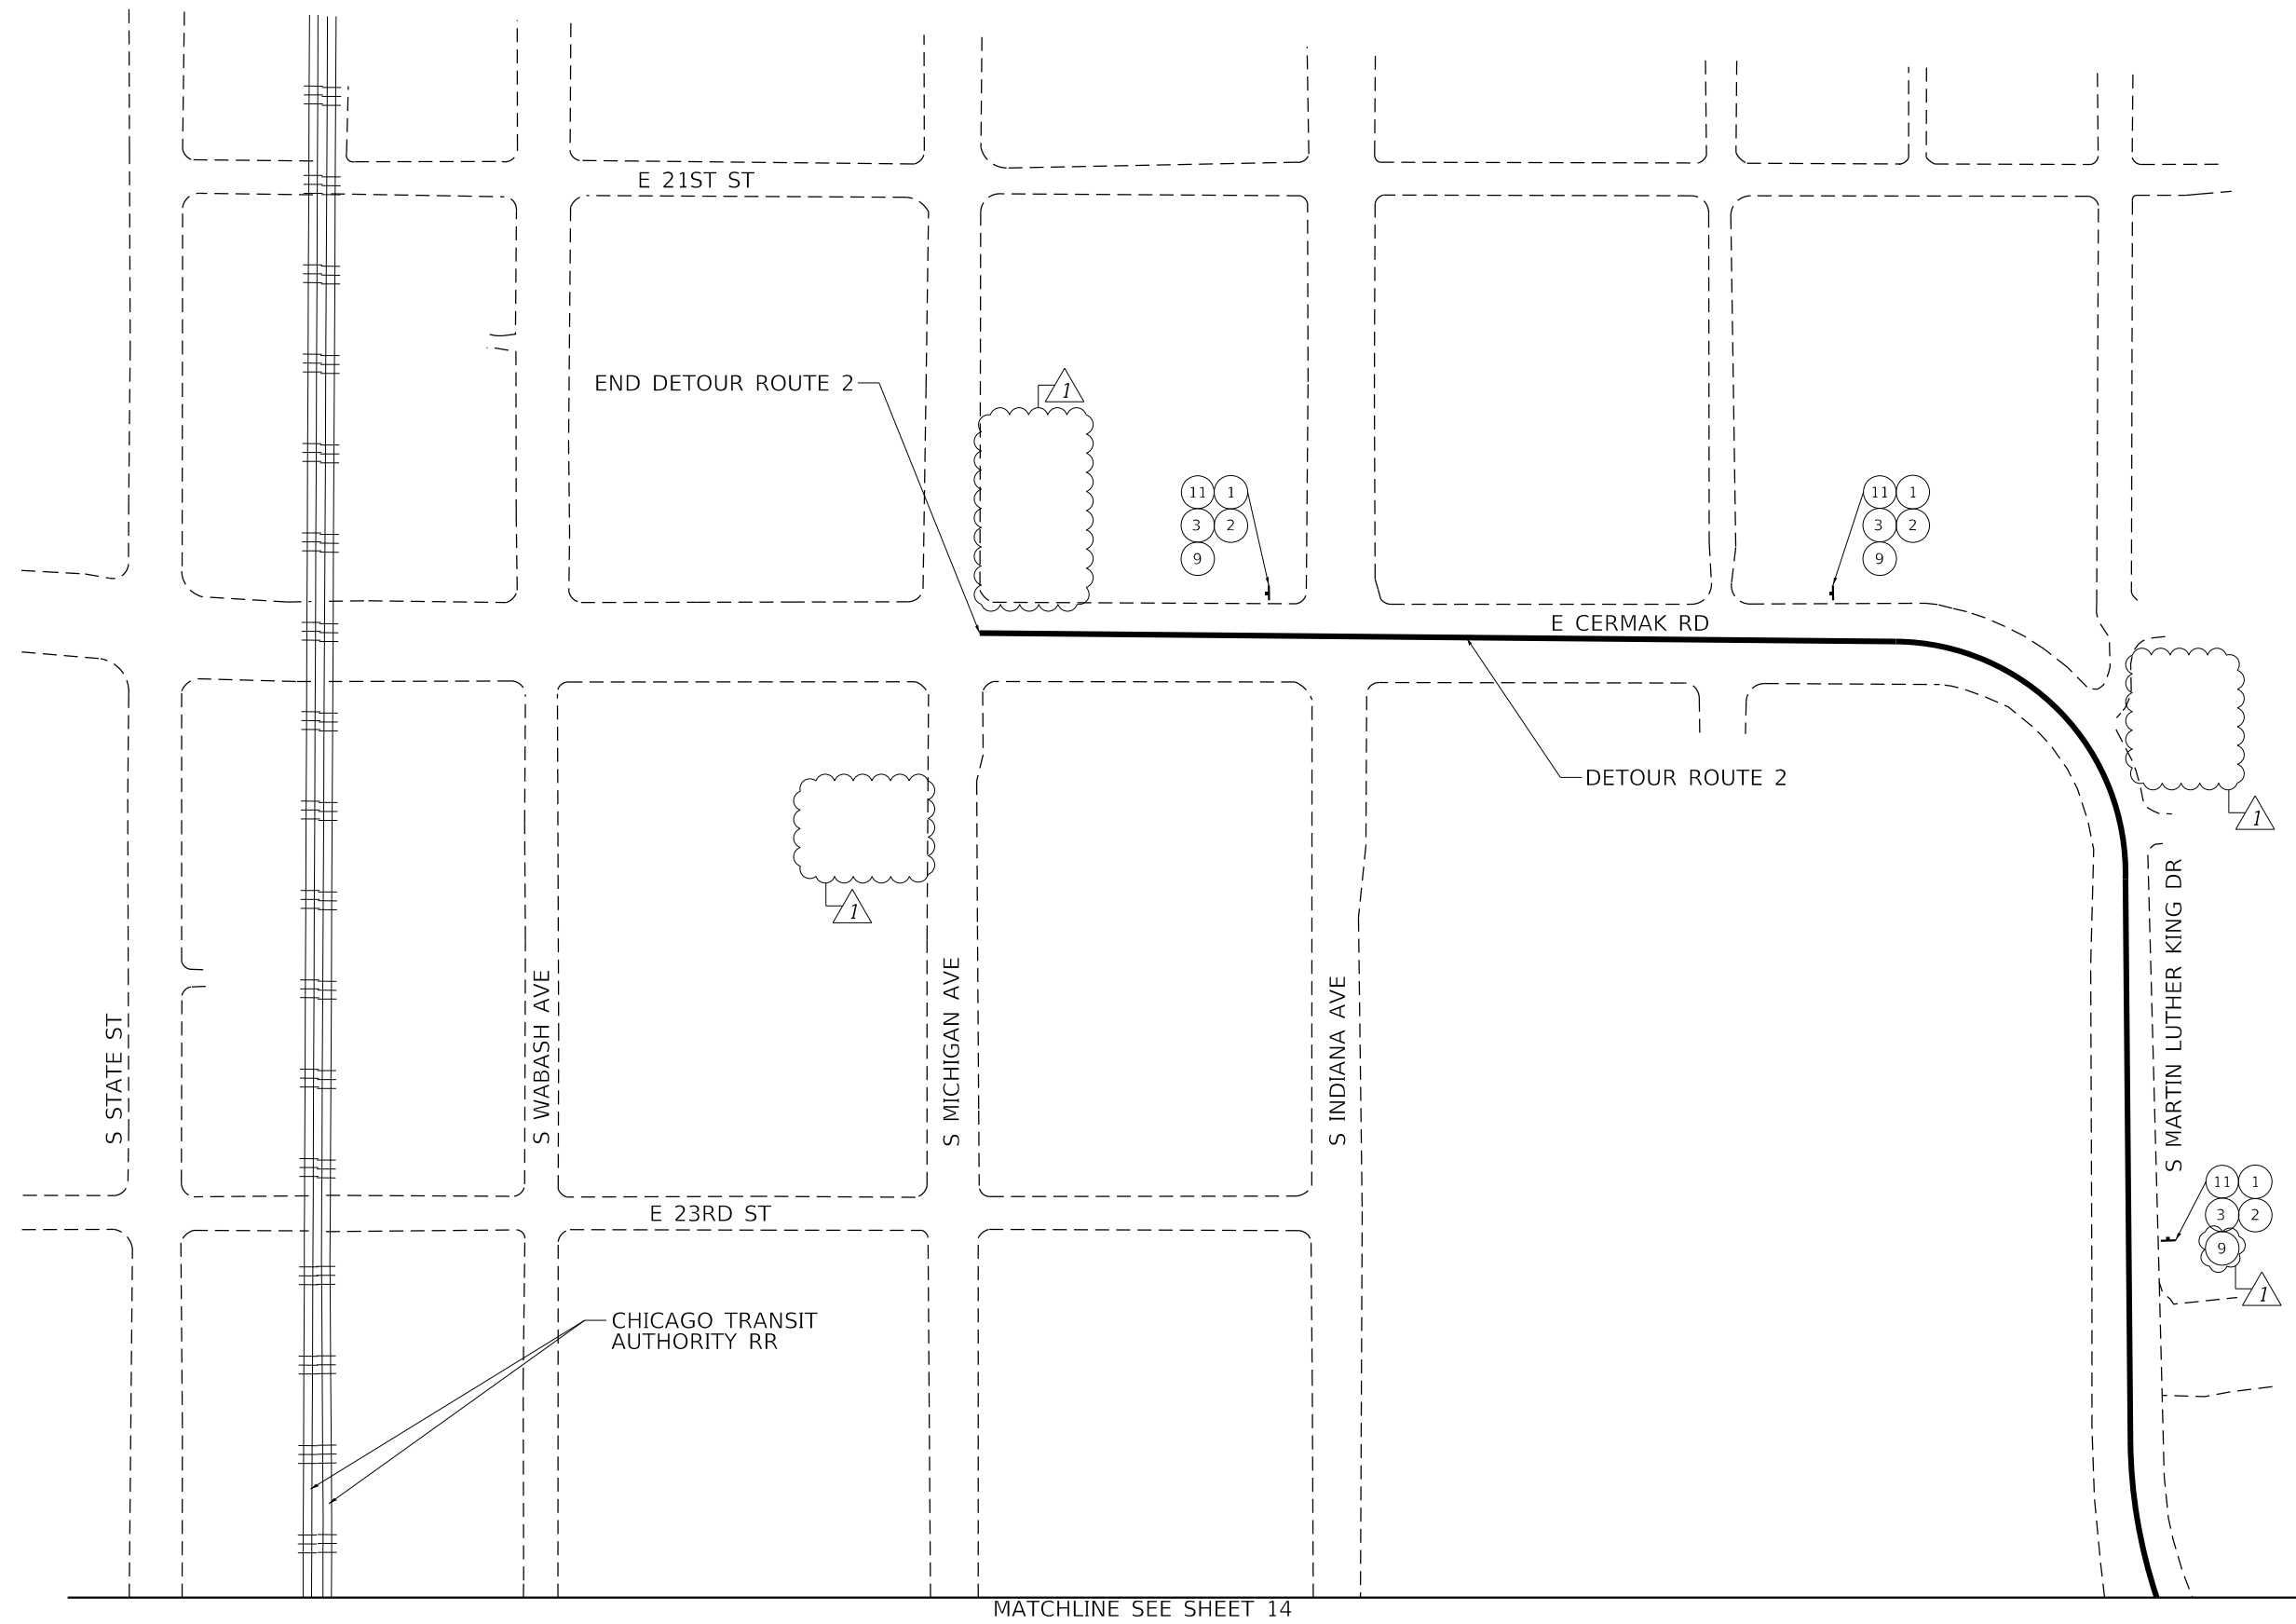 E 21ST ST
END DETOUR ROUTE 2
1
11 1
3 2
9
11 1
3 2
9
E CERMAK RD
DETOUR ROUTE 2
1
1
S STATE ST
S WABASH AVE
S MICHIGAN AVE
S INDIANA AVE
S MARTIN LUTHER KING DR
11 1
3 2
9
1
E 23RD ST
CHICAGO TRANSIT
AUTHORITY RR
MATCHLINE SEE SHEET 14